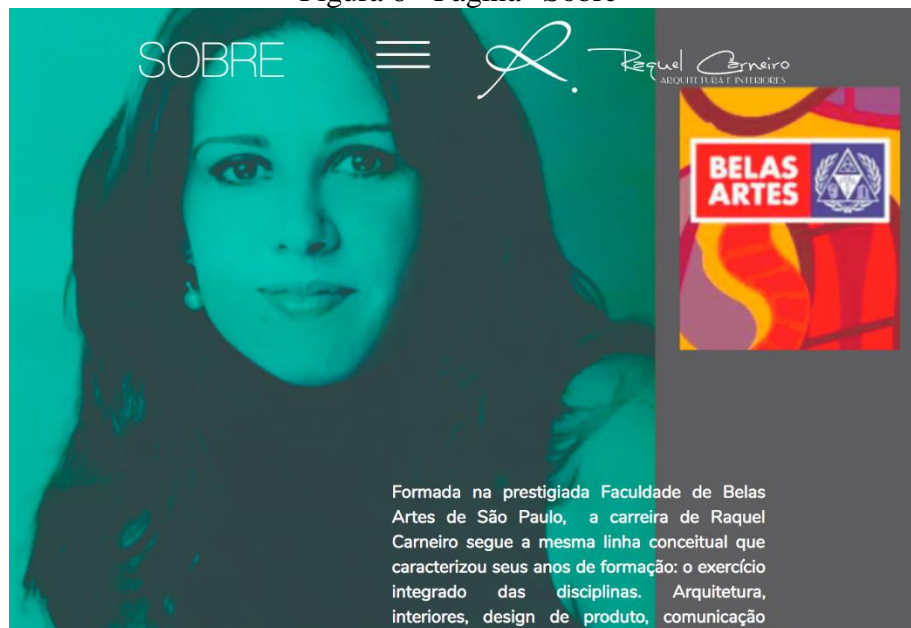 SOBRE
R.
Raquel Carneiro
ARQUITETURA E INTERIORES
BELAS
ARTES
Formada na prestigiada Faculdade de Belas
Artes de São Paulo, a carreira de Raquel
Carneiro segue a mesma linha conceitual que
caracterizou seus anos de formação: o exercício
integrado das disciplinas. Arquitetura,
interiores, design de produto, comunicação